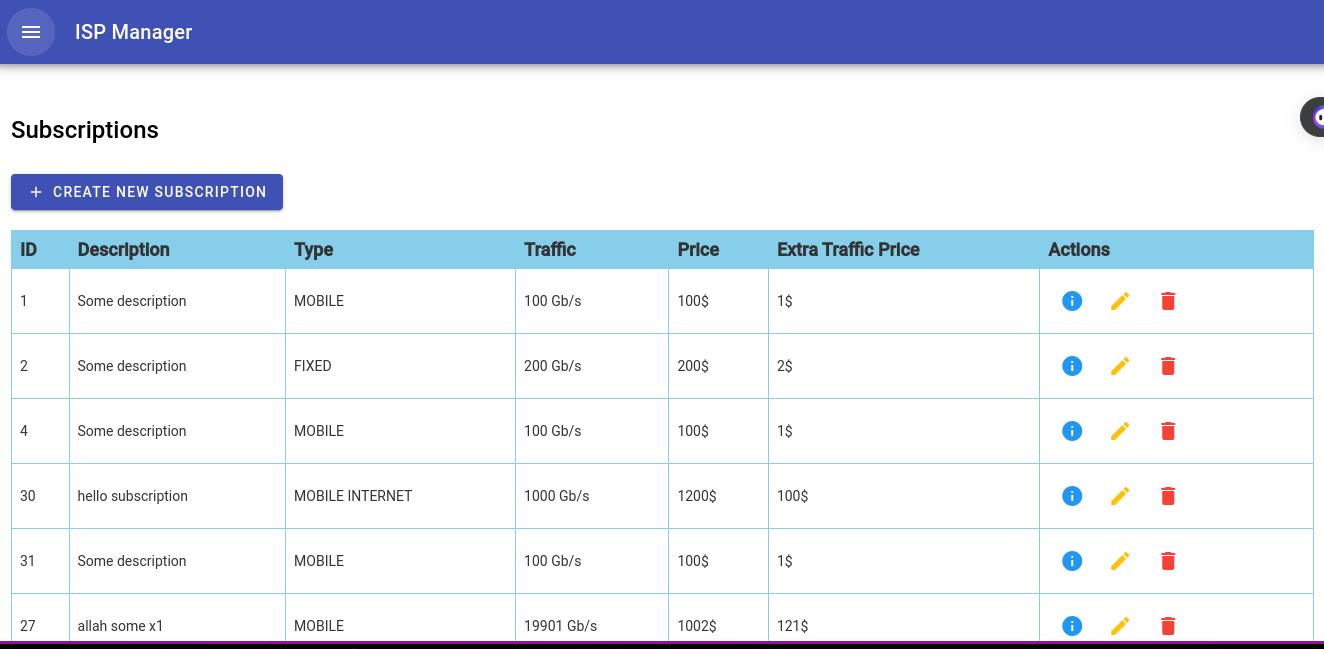 ISP Manager
Subscriptions
+ CREATE NEW SUBSCRIPTION
ID Description Type Traffic Price Extra Traffic Price Actions
1 Some description MOBILE 100 Gb/s 100$ 1$
2 Some description FIXED 200 Gb/s 200$ 2$
4 Some description MOBILE 100 Gb/s 100$ 1$
30 hello subscription MOBILE INTERNET 1000 Gb/s 1200$ 100$
31 Some description MOBILE 100 Gb/s 100$ 1$
27 allah some x1 MOBILE 19901 Gb/s 1002$ 121$